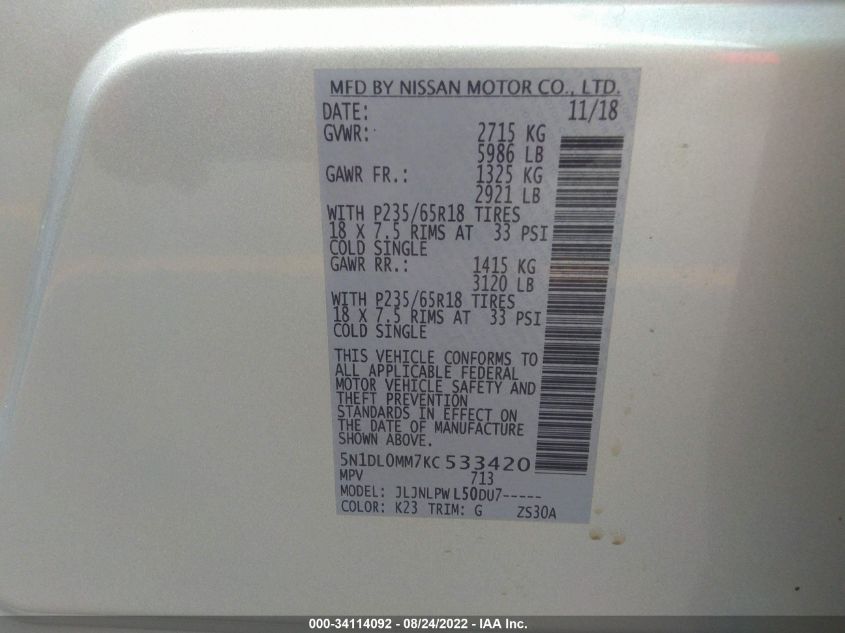 MFD BY NISSAN MOTOR CO., LTD.
DATE: 11/18
GVWR: 2715 KG
5986 LB
GAWR FR.: 1325 KG
2921 LB
WITH P235/65R18 TIRES
18 X 7.5 RIMS AT 33 PSI
COLD SINGLE
GAWR RR.: 1415 KG
3120 LB
WITH P235/65R18 TIRES
18 X 7.5 RIMS AT 33 PSI
COLD SINGLE
THIS VEHICLE CONFORMS TO
ALL APPLICABLE FEDERAL
MOTOR VEHICLE SAFETY AND
THEFT PREVENTION
STANDARDS IN EFFECT ON
THE DATE OF MANUFACTURE
SHOWN ABOVE.
5N1DL0MM7KC533420
MPV 713
MODEL: JLJNLPWL50DU7-----
COLOR: K23 TRIM: G ZS30A
000-34114092 - 08/24/2022 - IAA Inc.